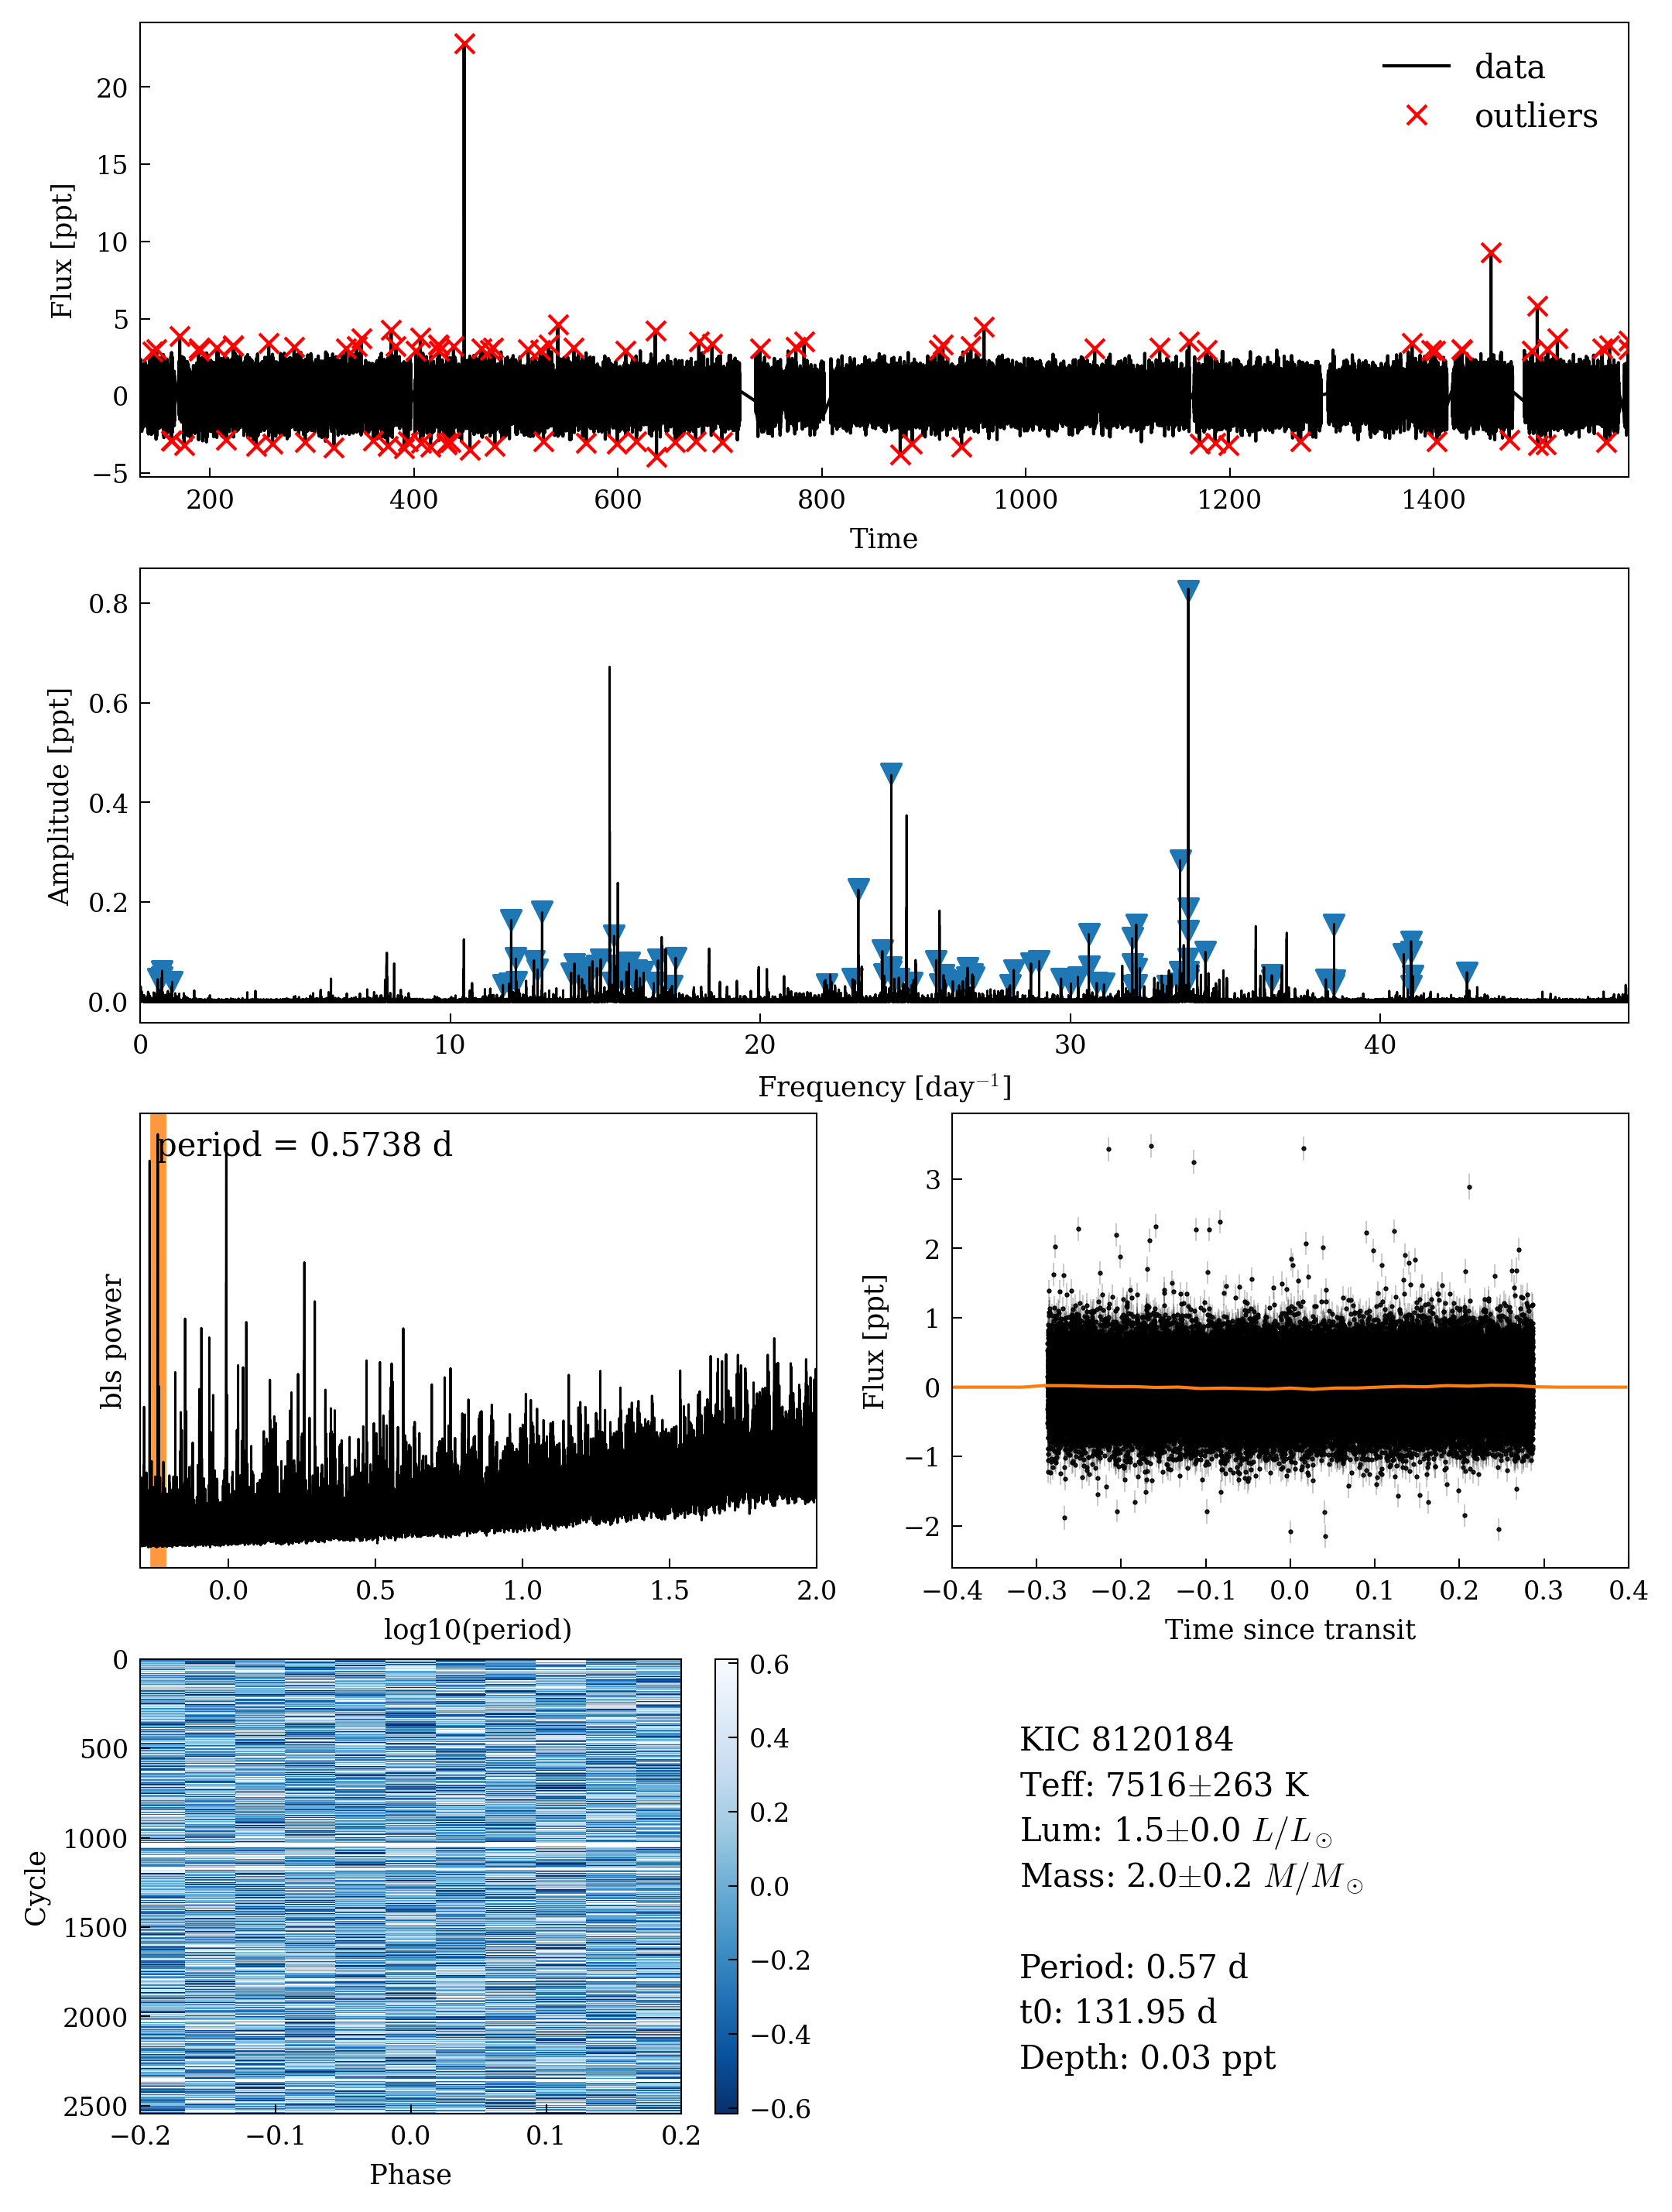 data
outliers
Flux [ppt]
20
15
10
5
0
−5
200 400 600 800 1000 1200 1400
Time
Amplitude [ppt]
0.8
0.6
0.4
0.2
0.0
0 10 20 30 40
Frequency [day⁻¹]
period = 0.5738 d
bls power
0.0 0.5 1.0 1.5 2.0
log10(period)
Flux [ppt]
3
2
1
0
−1
−2
−0.4 −0.3 −0.2 −0.1 0.0 0.1 0.2 0.3 0.4
Time since transit
Cycle
0
500
1000
1500
2000
2500
−0.2 −0.1 0.0 0.1 0.2
Phase
0.6
0.4
0.2
0.0
−0.2
−0.4
−0.6
KIC 8120184
Teff: 7516±263 K
Lum: 1.5±0.0 L/L⊙
Mass: 2.0±0.2 M/M⊙
Period: 0.57 d
t0: 131.95 d
Depth: 0.03 ppt